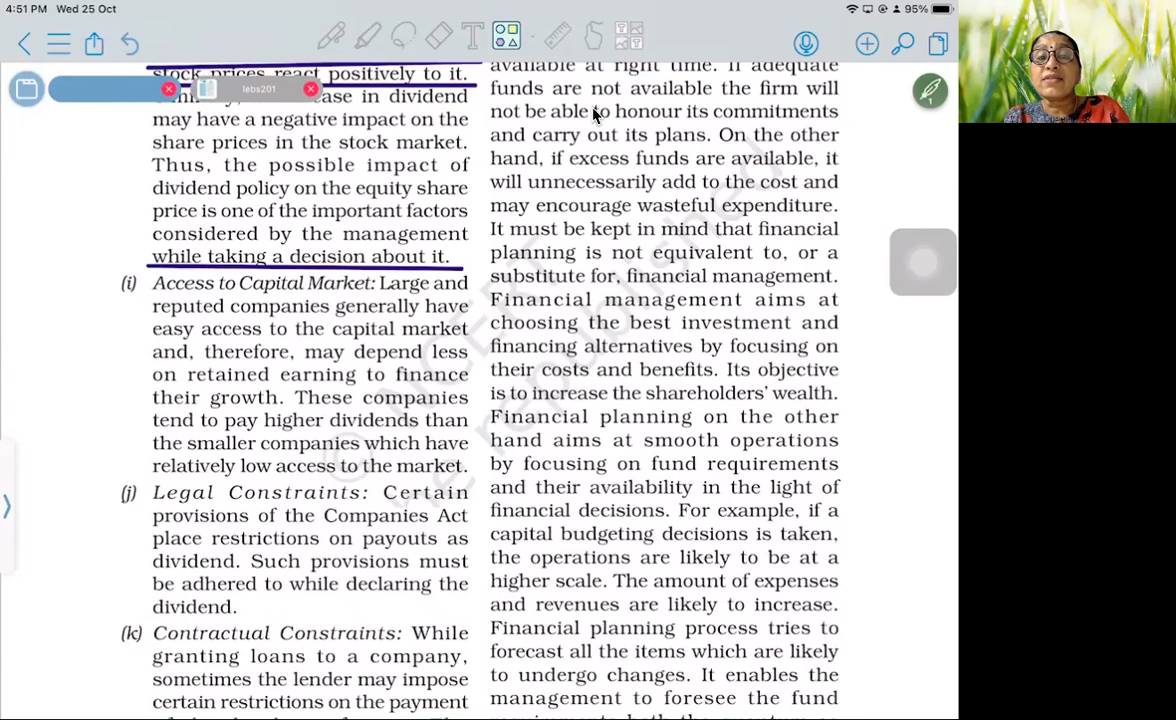 4:51 PM Wed 25 Oct
95%
lebs201
stock prices react positively to it.
ease in dividend
may have a negative impact on the
share prices in the stock market.
Thus, the possible impact of
dividend policy on the equity share
price is one of the important factors
considered by the management
while taking a decision about it.
(i) Access to Capital Market: Large and
reputed companies generally have
easy access to the capital market
and, therefore, may depend less
on retained earning to finance
their growth. These companies
tend to pay higher dividends than
the smaller companies which have
relatively low access to the market.
(j) Legal Constraints: Certain
provisions of the Companies Act
place restrictions on payouts as
dividend. Such provisions must
be adhered to while declaring the
dividend.
(k) Contractual Constraints: While
granting loans to a company,
sometimes the lender may impose
certain restrictions on the payment
available at right time. If adequate
funds are not available the firm will
not be able to honour its commitments
and carry out its plans. On the other
hand, if excess funds are available, it
will unnecessarily add to the cost and
may encourage wasteful expenditure.
It must be kept in mind that financial
planning is not equivalent to, or a
substitute for, financial management.
Financial management aims at
choosing the best investment and
financing alternatives by focusing on
their costs and benefits. Its objective
is to increase the shareholders' wealth.
Financial planning on the other
hand aims at smooth operations
by focusing on fund requirements
and their availability in the light of
financial decisions. For example, if a
capital budgeting decisions is taken,
the operations are likely to be at a
higher scale. The amount of expenses
and revenues are likely to increase.
Financial planning process tries to
forecast all the items which are likely
to undergo changes. It enables the
management to foresee the fund
© NCERT
be republished